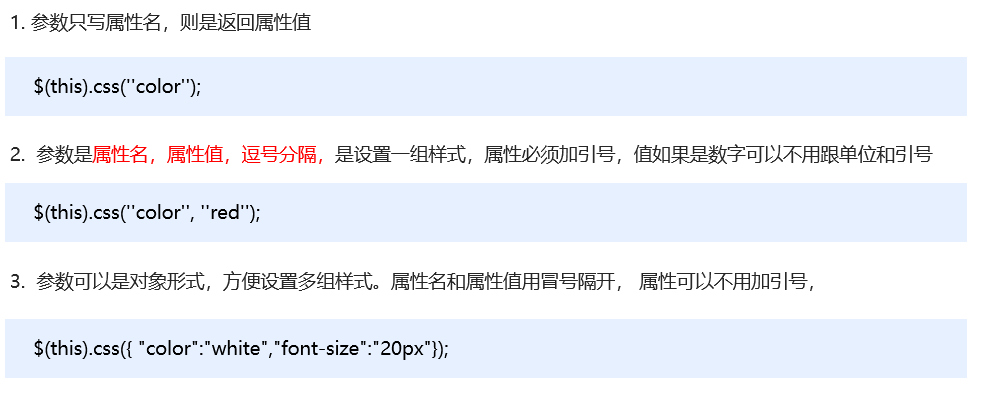 1. 参数只写属性名，则是返回属性值
$(this).css(''color'');
2. 参数是属性名，属性值，逗号分隔，是设置一组样式，属性必须加引号，值如果是数字可以不用跟单位和引号
$(this).css(''color'', ''red'');
3. 参数可以是对象形式，方便设置多组样式。属性名和属性值用冒号隔开， 属性可以不用加引号，
$(this).css({ "color":"white","font-size":"20px"});